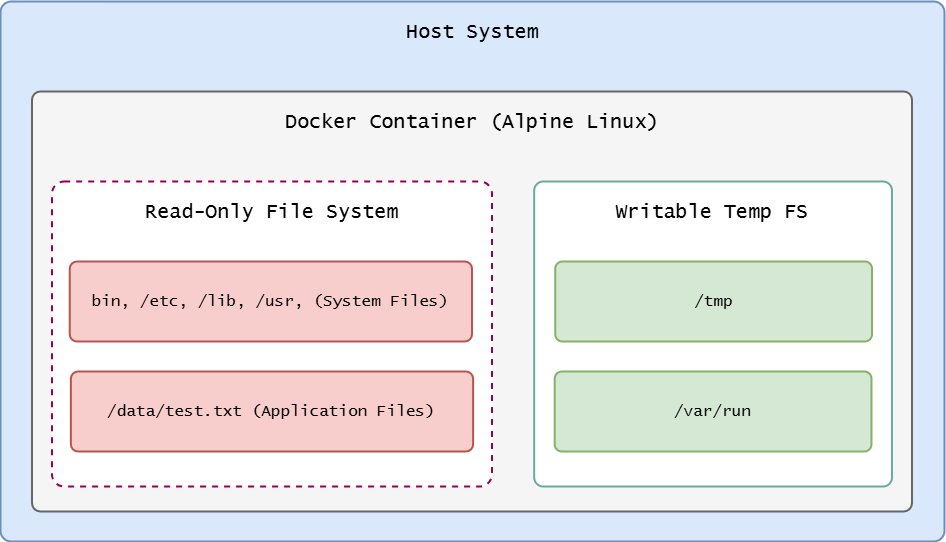 Host System
Docker Container (Alpine Linux)
Read-Only File System
Writable Temp FS
bin, /etc, /lib, /usr, (System Files)
/tmp
/data/test.txt (Application Files)
/var/run